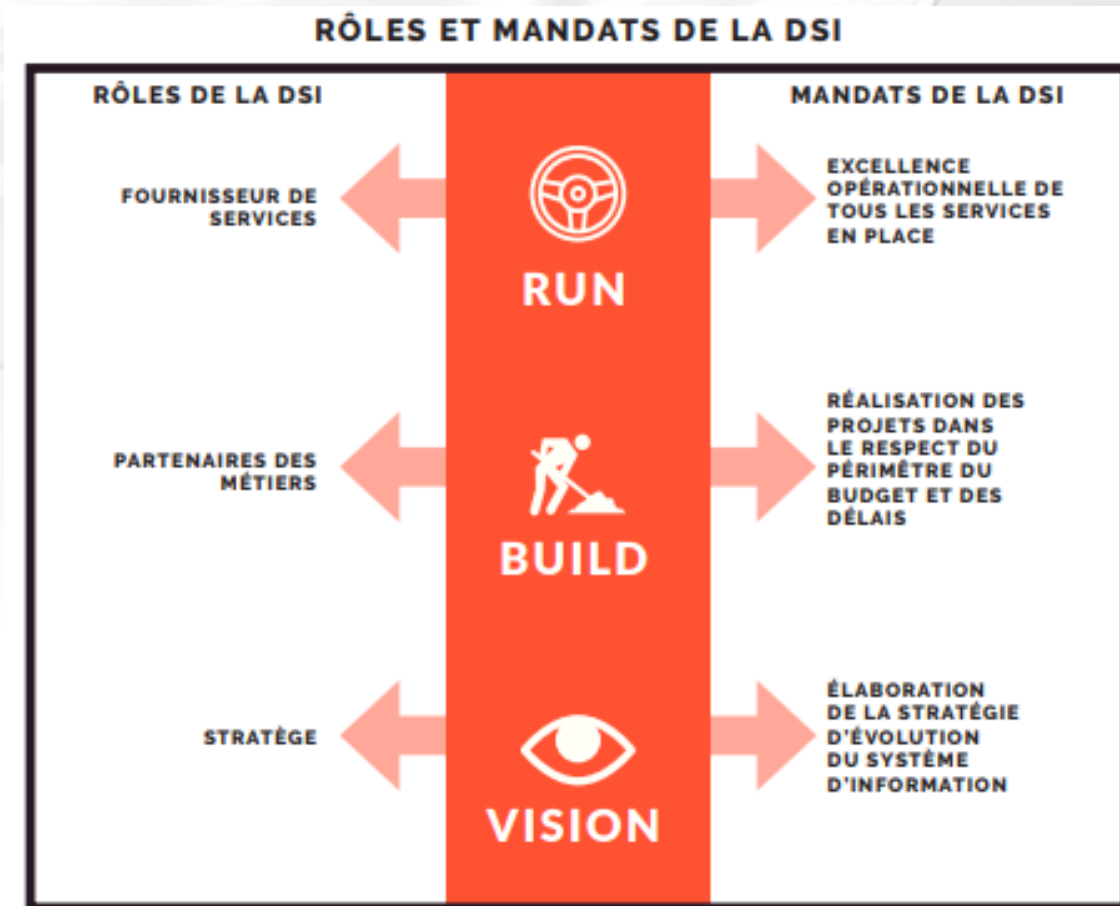 RÔLES ET MANDATS DE LA DSI
RÔLES DE LA DSI
MANDATS DE LA DSI
FOURNISSEUR DE
SERVICES
RUN
EXCELLENCE
OPÉRATIONNELLE DE
TOUS LES SERVICES
EN PLACE
PARTENAIRES DES
MÉTIERS
BUILD
RÉALISATION DES
PROJETS DANS
LE RESPECT DU
PÉRIMÊTRE DU
BUDGET ET DES
DÉLAIS
STRATÈGE
VISION
ÉLABORATION
DE LA STRATÉGIE
D'ÉVOLUTION
DU SYSTÈME
D'INFORMATION